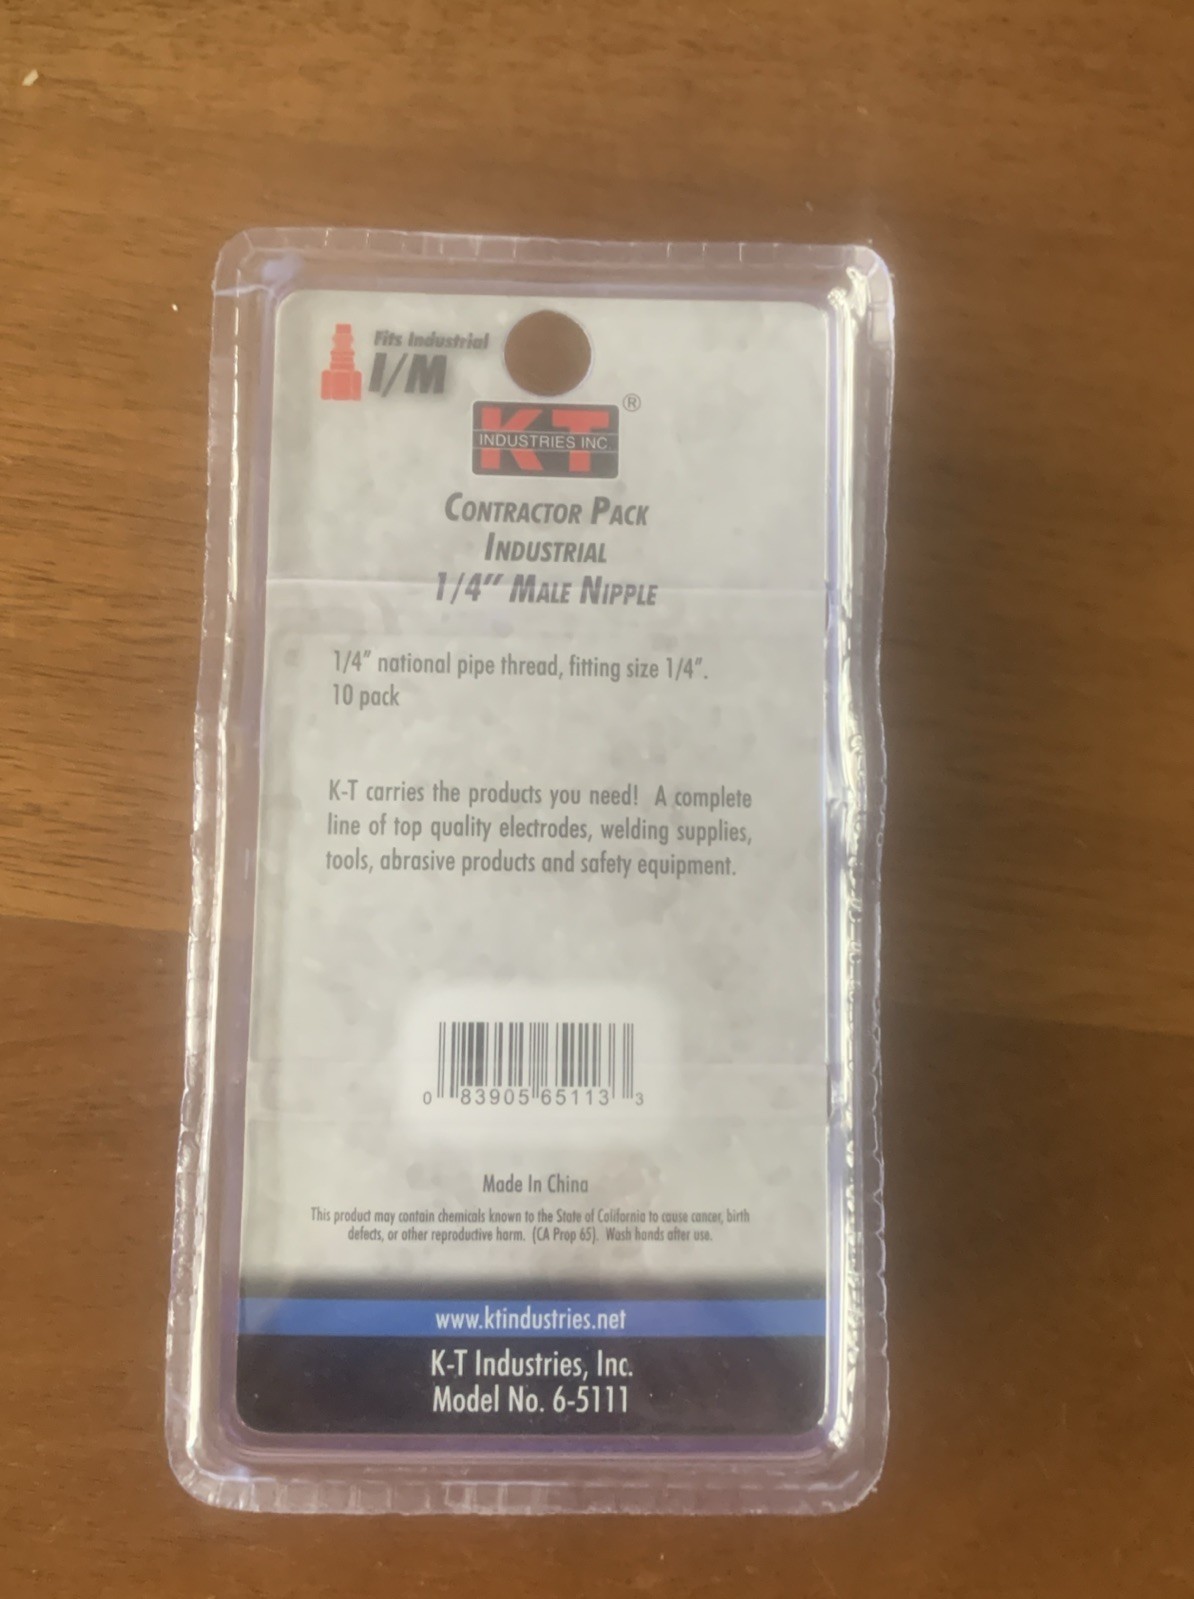 Fits Industrial
I/M
KT
®
INDUSTRIES INC
CONTRACTOR PACK
INDUSTRIAL
1/4" MALE NIPPLE
1/4" national pipe thread, fitting size 1/4".
10 pack
K-T carries the products you need! A complete
line of top quality electrodes, welding supplies,
tools, abrasive products and safety equipment.
0 83905 65113 3
Made In China
This product may contain chemicals known to the State of California to cause cancer, birth
defects, or other reproductive harm. (CA Prop 65). Wash hands after use.
www.ktindustries.net
K-T Industries, Inc.
Model No. 6-5111